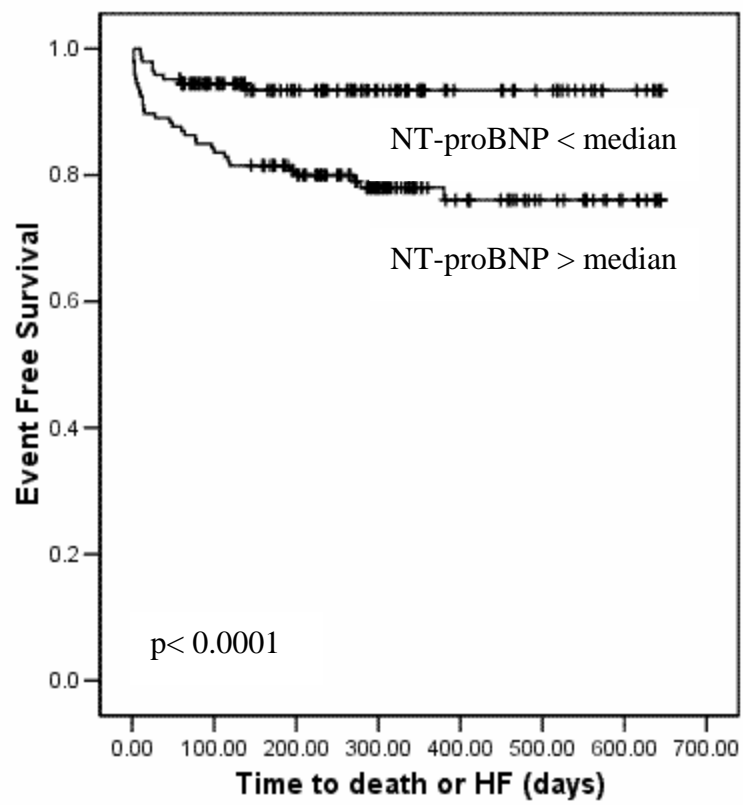 1.0
NT-proBNP < median
0.8
NT-proBNP > median
0.6
Event Free Survival
0.4
0.2
p< 0.0001
0.0
0.00 100.00 200.00 300.00 400.00 500.00 600.00 700.00
Time to death or HF (days)